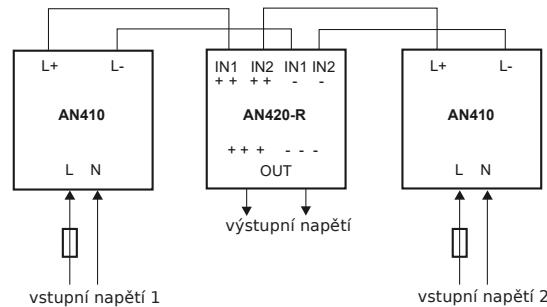 L+ L- IN1 IN2 IN1 IN2 L+ L-
+ + + + - -
AN410 AN420-R AN410
+ + + - - -
L N OUT L N
výstupní napětí
vstupní napětí 1 vstupní napětí 2